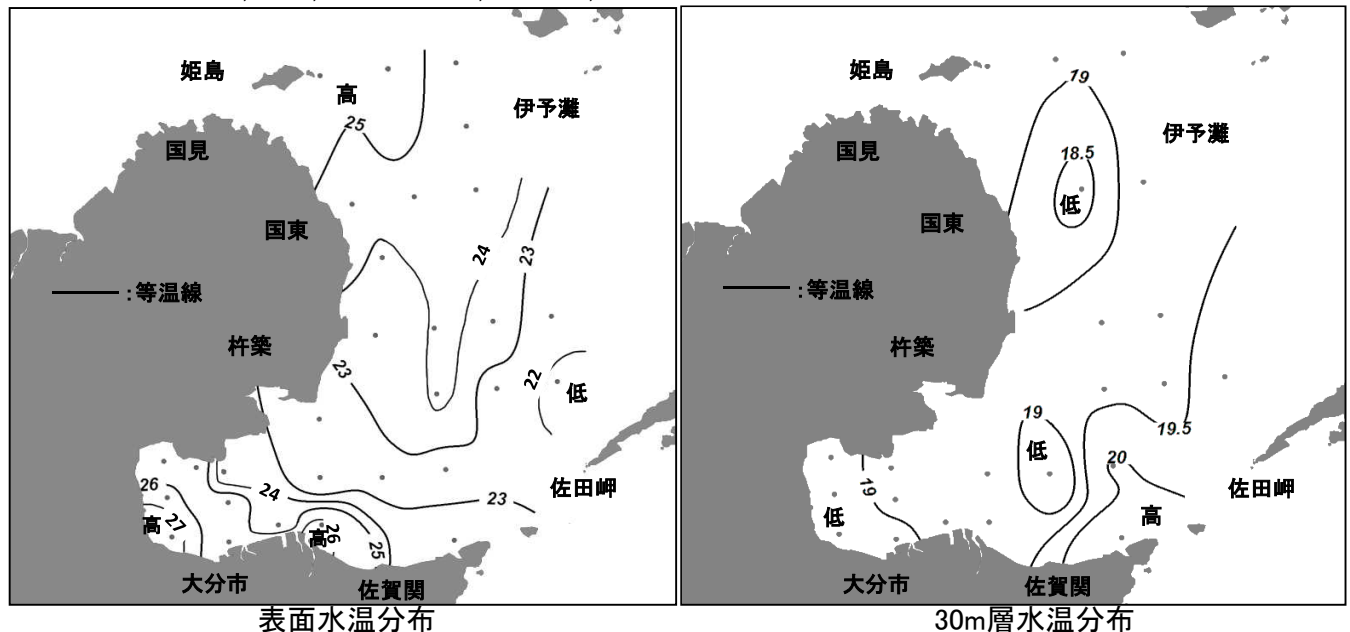 姫島
高
伊予灘
25
国見
国東
24
23
:等温線
杵築
23
22
低
26
24
23
佐田岬
高
27
高
26
25
大分市
佐賀関
表面水温分布
姫島
19
伊予灘
国見
18.5
低
国東
:等温線
杵築
19
19.5
低
20
19
佐田岬
低
高
大分市
佐賀関
30m層水温分布